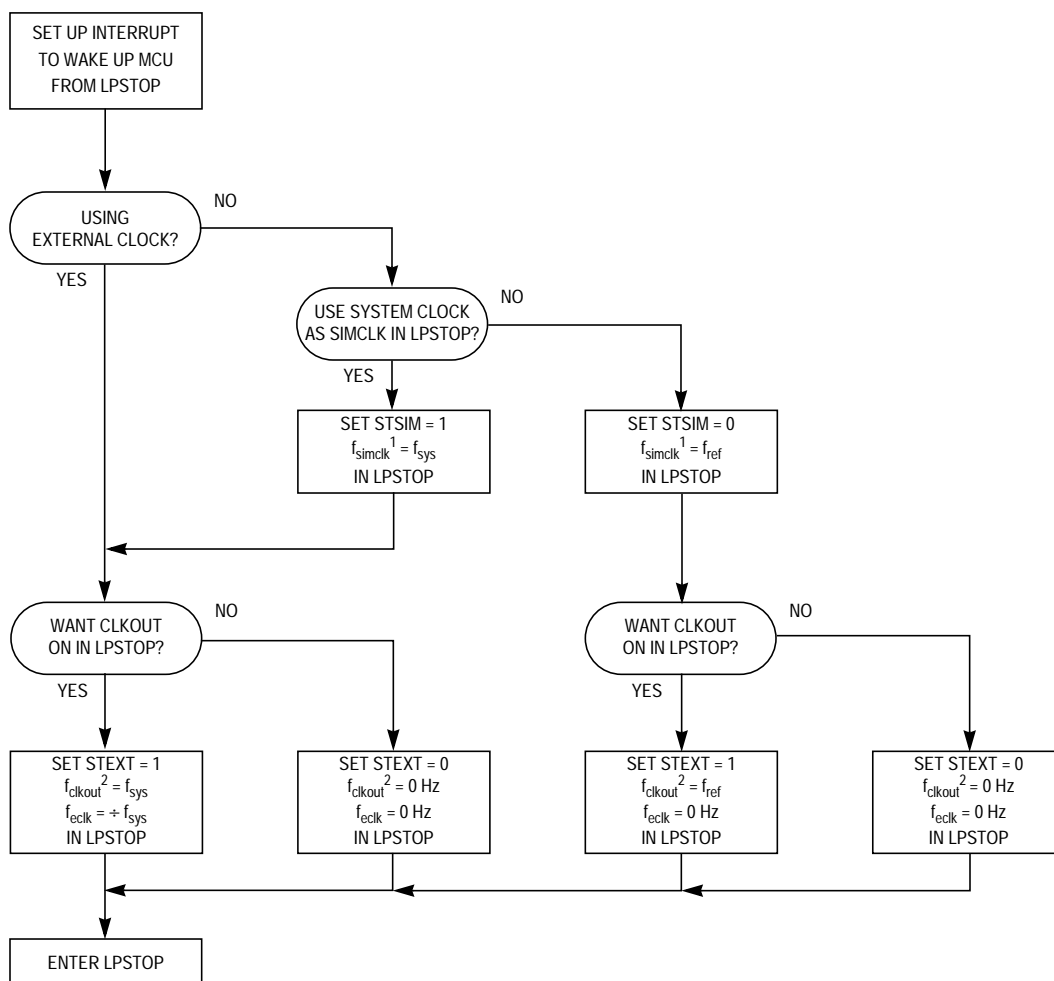 SET UP INTERRUPT
TO WAKE UP MCU
FROM LPSTOP
USING
EXTERNAL CLOCK?
NO
YES
USE SYSTEM CLOCK
AS SIMCLK IN LPSTOP?
NO
YES
SET STSIM = 1
fsimclk1 = fsys
IN LPSTOP
SET STSIM = 0
fsimclk1 = fref
IN LPSTOP
WANT CLKOUT
ON IN LPSTOP?
NO
YES
WANT CLKOUT
ON IN LPSTOP?
NO
YES
SET STEXT = 1
fclkout2 = fsys
feclk = ÷ fsys
IN LPSTOP
SET STEXT = 0
fclkout2 = 0 Hz
feclk = 0 Hz
IN LPSTOP
SET STEXT = 1
fclkout2 = fref
feclk = 0 Hz
IN LPSTOP
SET STEXT = 0
fclkout2 = 0 Hz
feclk = 0 Hz
IN LPSTOP
ENTER LPSTOP